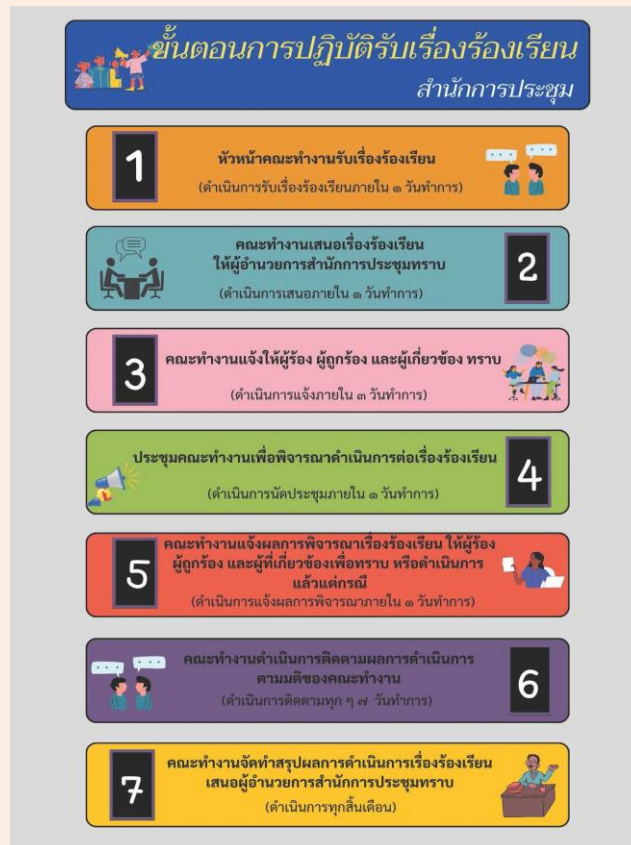 ขั้นตอนการปฏิบัติรับเรื่องร้องเรียน
สำนักการประชุม
1
หัวหน้าคณะทำงานรับเรื่องร้องเรียน
(ดำเนินการรับเรื่องร้องเรียนภายใน ๑ วันทำการ)
คณะทำงานเสนอเรื่องร้องเรียน
ให้ผู้อำนวยการสำนักการประชุมทราบ
(ดำเนินการเสนอภายใน ๑ วันทำการ)
2
3
คณะทำงานแจ้งให้ผู้ร้อง ผู้ถูกร้อง และผู้เกี่ยวข้อง ทราบ
(ดำเนินการแจ้งภายใน ๓ วันทำการ)
ประชุมคณะทำงานเพื่อพิจารณาดำเนินการต่อเรื่องร้องเรียน
(ดำเนินการนัดประชุมภายใน ๑ วันทำการ)
4
5
คณะทำงานแจ้งผลการพิจารณาเรื่องร้องเรียน ให้ผู้ร้อง
ผู้ถูกร้อง และผู้ที่เกี่ยวข้องเพื่อทราบ หรือดำเนินการ
แล้วแต่กรณี
(ดำเนินการแจ้งผลการพิจารณาภายใน ๑ วันทำการ)
คณะทำงานดำเนินการติดตามผลการดำเนินการ
ตามมติของคณะทำงาน
(ดำเนินการติดตามทุก ๆ ๗ วันทำการ)
6
7
คณะทำงานจัดทำสรุปผลการดำเนินการเรื่องร้องเรียน
เสนอผู้อำนวยการสำนักการประชุมทราบ
(ดำเนินการทุกสิ้นเดือน)